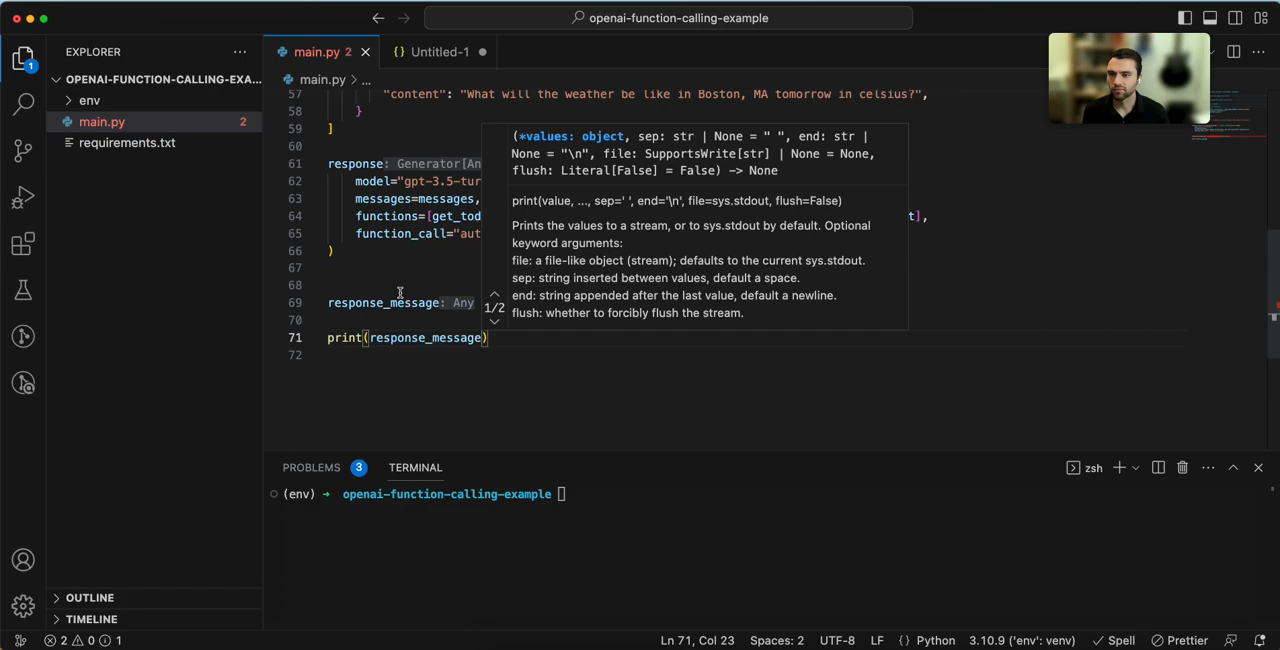 openai-function-calling-example
EXPLORER
OPENAI-FUNCTION-CALLING-EXA...
env
main.py 2
requirements.txt
OUTLINE
TIMELINE
1
main.py 2
{} Untitled-1
main.py > ...
57 "content": "What will the weather be like in Boston, MA tomorrow in celsius?",
58 }
59 ]
60
61 response: Generator[An
62 model="gpt-3.5-tur
63 messages=messages,
64 functions=[get_tod t],
65 function_call="aut
66 )
67
68
69 response_message: Any
70
71 print(response_message)
72
(*values: object, sep: str | None = " ", end: str |
None = "\n", file: SupportsWrite[str] | None = None,
flush: Literal[False] = False) -> None
print(value, ..., sep=' ', end='\n', file=sys.stdout, flush=False)
Prints the values to a stream, or to sys.stdout by default. Optional
keyword arguments:
file: a file-like object (stream); defaults to the current sys.stdout.
sep: string inserted between values, default a space.
end: string appended after the last value, default a newline.
flush: whether to forcibly flush the stream.
1/2
PROBLEMS 3 TERMINAL
zsh
(env) → openai-function-calling-example
2 0 1
Ln 71, Col 23 Spaces: 2 UTF-8 LF {} Python 3.10.9 ('env': venv) Spell Prettier